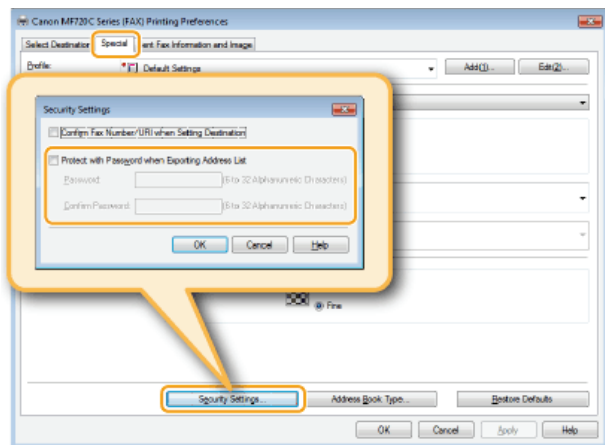 Canon MF720C Series (FAX) Printing Preferences
Select Destination Special ent Fax Information and Image
Profile: Default Settings Add(1)... Edit(2)...
Security Settings
Confirm Fax Number/URI when Setting Destination
Protect with Password when Exporting Address List
Password: (6 to 32 Alphanumeric Characters)
Confirm Password: (6 to 32 Alphanumeric Characters)
OK Cancel Help
Fine
Security Settings... Address Book Type... Restore Defaults
OK Cancel Apply Help